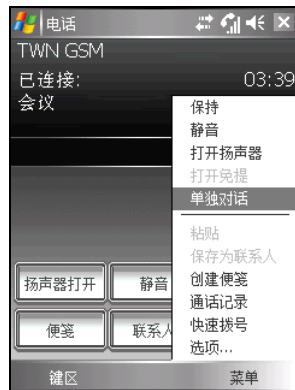 电话
TWN GSM
已连接: 03:39
会议
保持
静音
打开扬声器
打开免提
单独对话
粘贴
保存为联系人
创建便笺
通话记录
快速拨号
选项...
扬声器打开 静音
便笺 联系人
键区 菜单